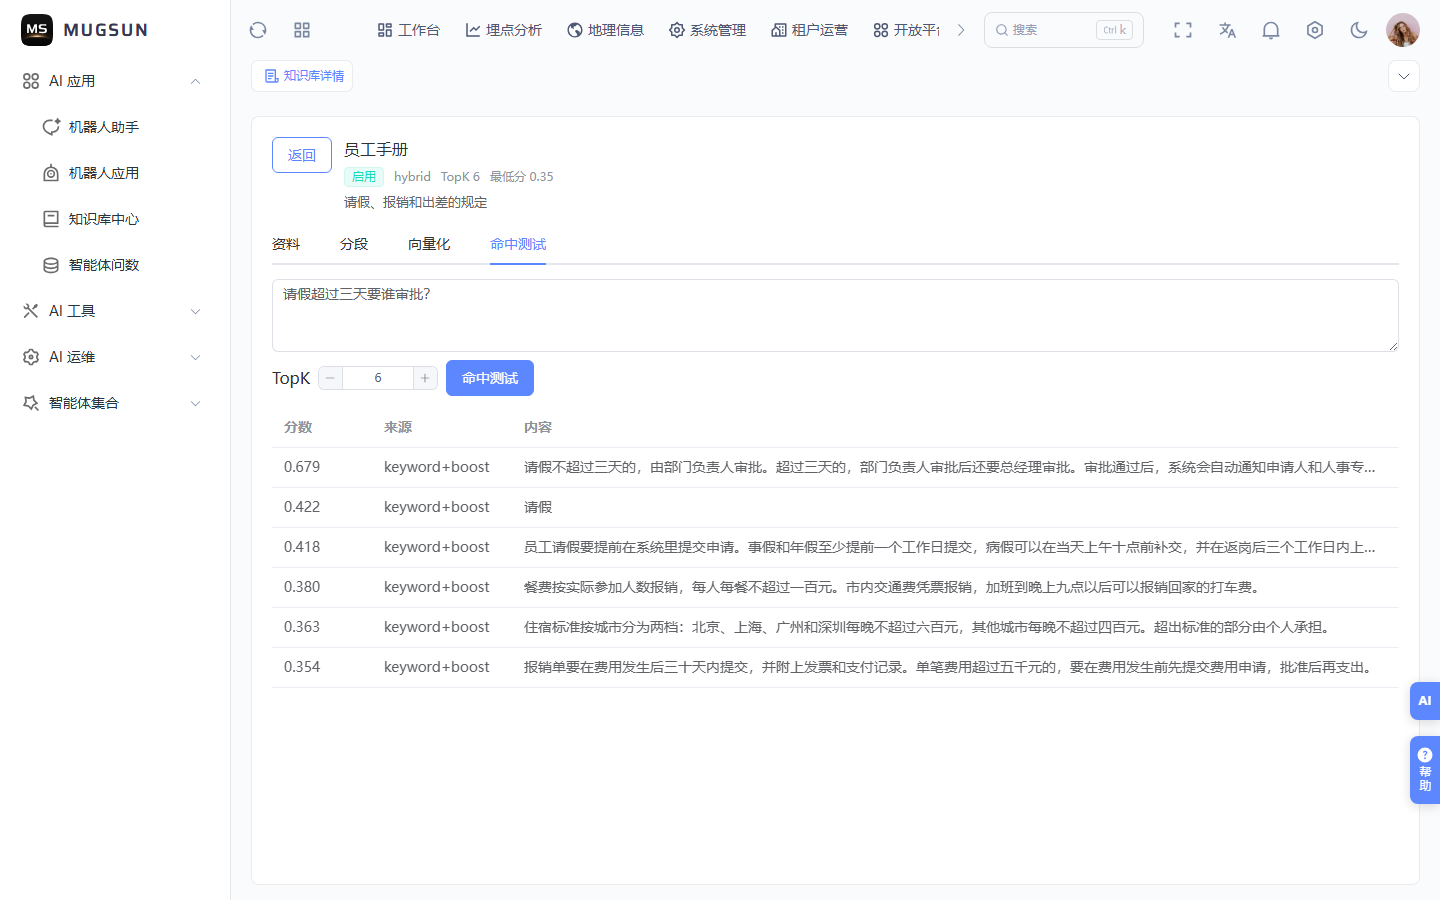 MS MUGSUN
AI 应用
机器人助手
机器人应用
知识库中心
智能体问数
AI 工具
AI 运维
智能体集合
工作台 埋点分析 地理信息 系统管理 租户运营 开放平 搜索 Ctrl k
知识库详情
返回 员工手册
启用 hybrid TopK 6 最低分 0.35
请假、报销和出差的规定
资料 分段 向量化 命中测试
请假超过三天要谁审批?
TopK − 6 + 命中测试
分数 来源 内容
0.679 keyword+boost 请假不超过三天的，由部门负责人审批。超过三天的，部门负责人审批后还要总经理审批。审批通过后，系统会自动通知申请人和人事专...
0.422 keyword+boost 请假
0.418 keyword+boost 员工请假要提前在系统里提交申请。事假和年假至少提前一个工作日提交，病假可以在当天上午十点前补交，并在返岗后三个工作日内上...
0.380 keyword+boost 餐费按实际参加人数报销，每人每餐不超过一百元。市内交通费凭票报销，加班到晚上九点以后可以报销回家的打车费。
0.363 keyword+boost 住宿标准按城市分为两档：北京、上海、广州和深圳每晚不超过六百元，其他城市每晚不超过四百元。超出标准的部分由个人承担。
0.354 keyword+boost 报销单要在费用发生后三十天内提交，并附上发票和支付记录。单笔费用超过五千元的，要在费用发生前先提交费用申请，批准后再支出。
AI
?
帮
助